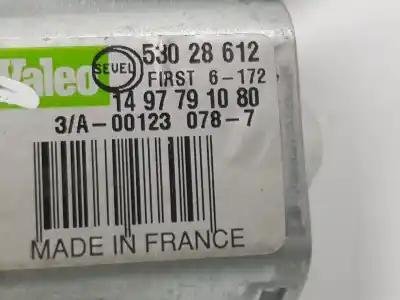 Valeo SEVEL 530 28 612
FIRST 6-172
14 97 79 10 80
3/A-00123 078-7
MADE IN FRANCE